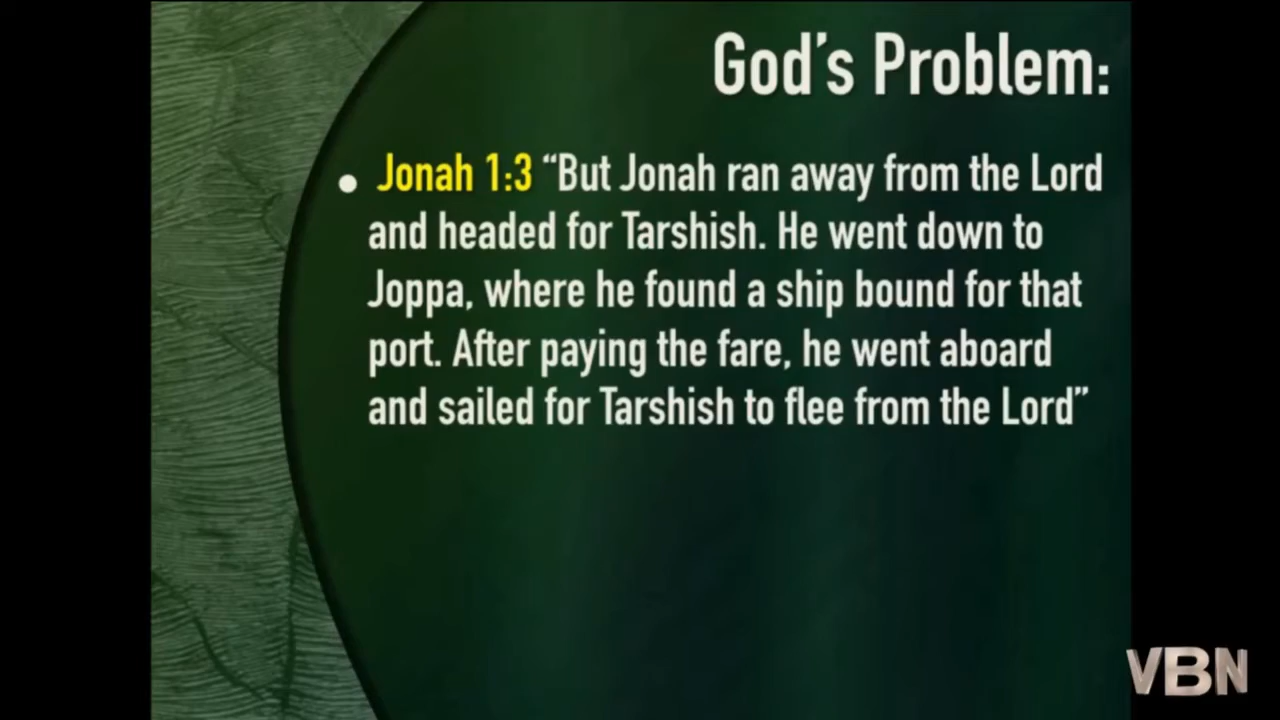 God’s Problem:
• Jonah 1:3 “But Jonah ran away from the Lord
and headed for Tarshish. He went down to
Joppa, where he found a ship bound for that
port. After paying the fare, he went aboard
and sailed for Tarshish to flee from the Lord”
VBN